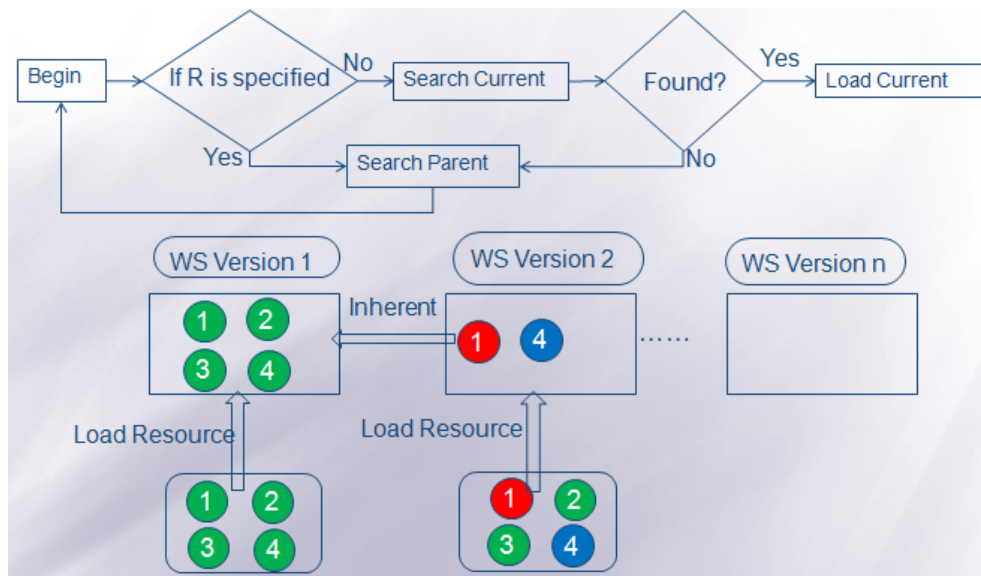 Begin
If R is specified
No
Search Current
Found?
Yes
Load Current
Yes
Search Parent
No
WS Version 1
WS Version 2
WS Version n
1
2
3
4
Inherent
1
4
......
Load Resource
Load Resource
1
2
3
4
1
2
3
4